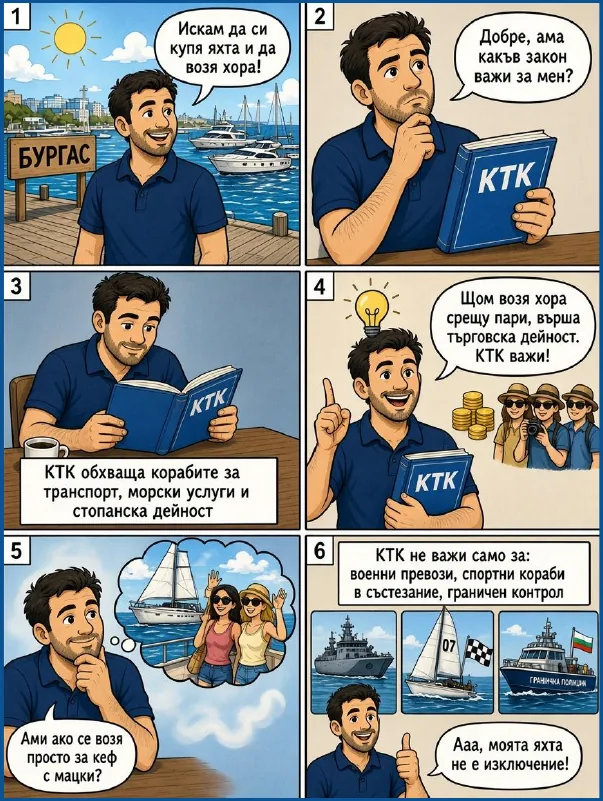 1
Искам да си
купя яхта и да
возя хора!
БУРГАС
2
Добре, ама
какъв закон
важи за мен?
КТК
3
КТК
КТК обхваща корабите за
транспорт, морски услуги и
стопанска дейност
4
Щом возя хора
срещу пари, върша
търговска дейност.
КТК важи!
КТК
5
Ами ако се возя
просто за кеф
с мацки?
6
КТК не важи само за:
военни превози, спортни кораби
в състезание, граничен контрол
07
ГРАНИЧКА ПОЛИЦИЯ
Ааа, моята яхта
не е изключение!